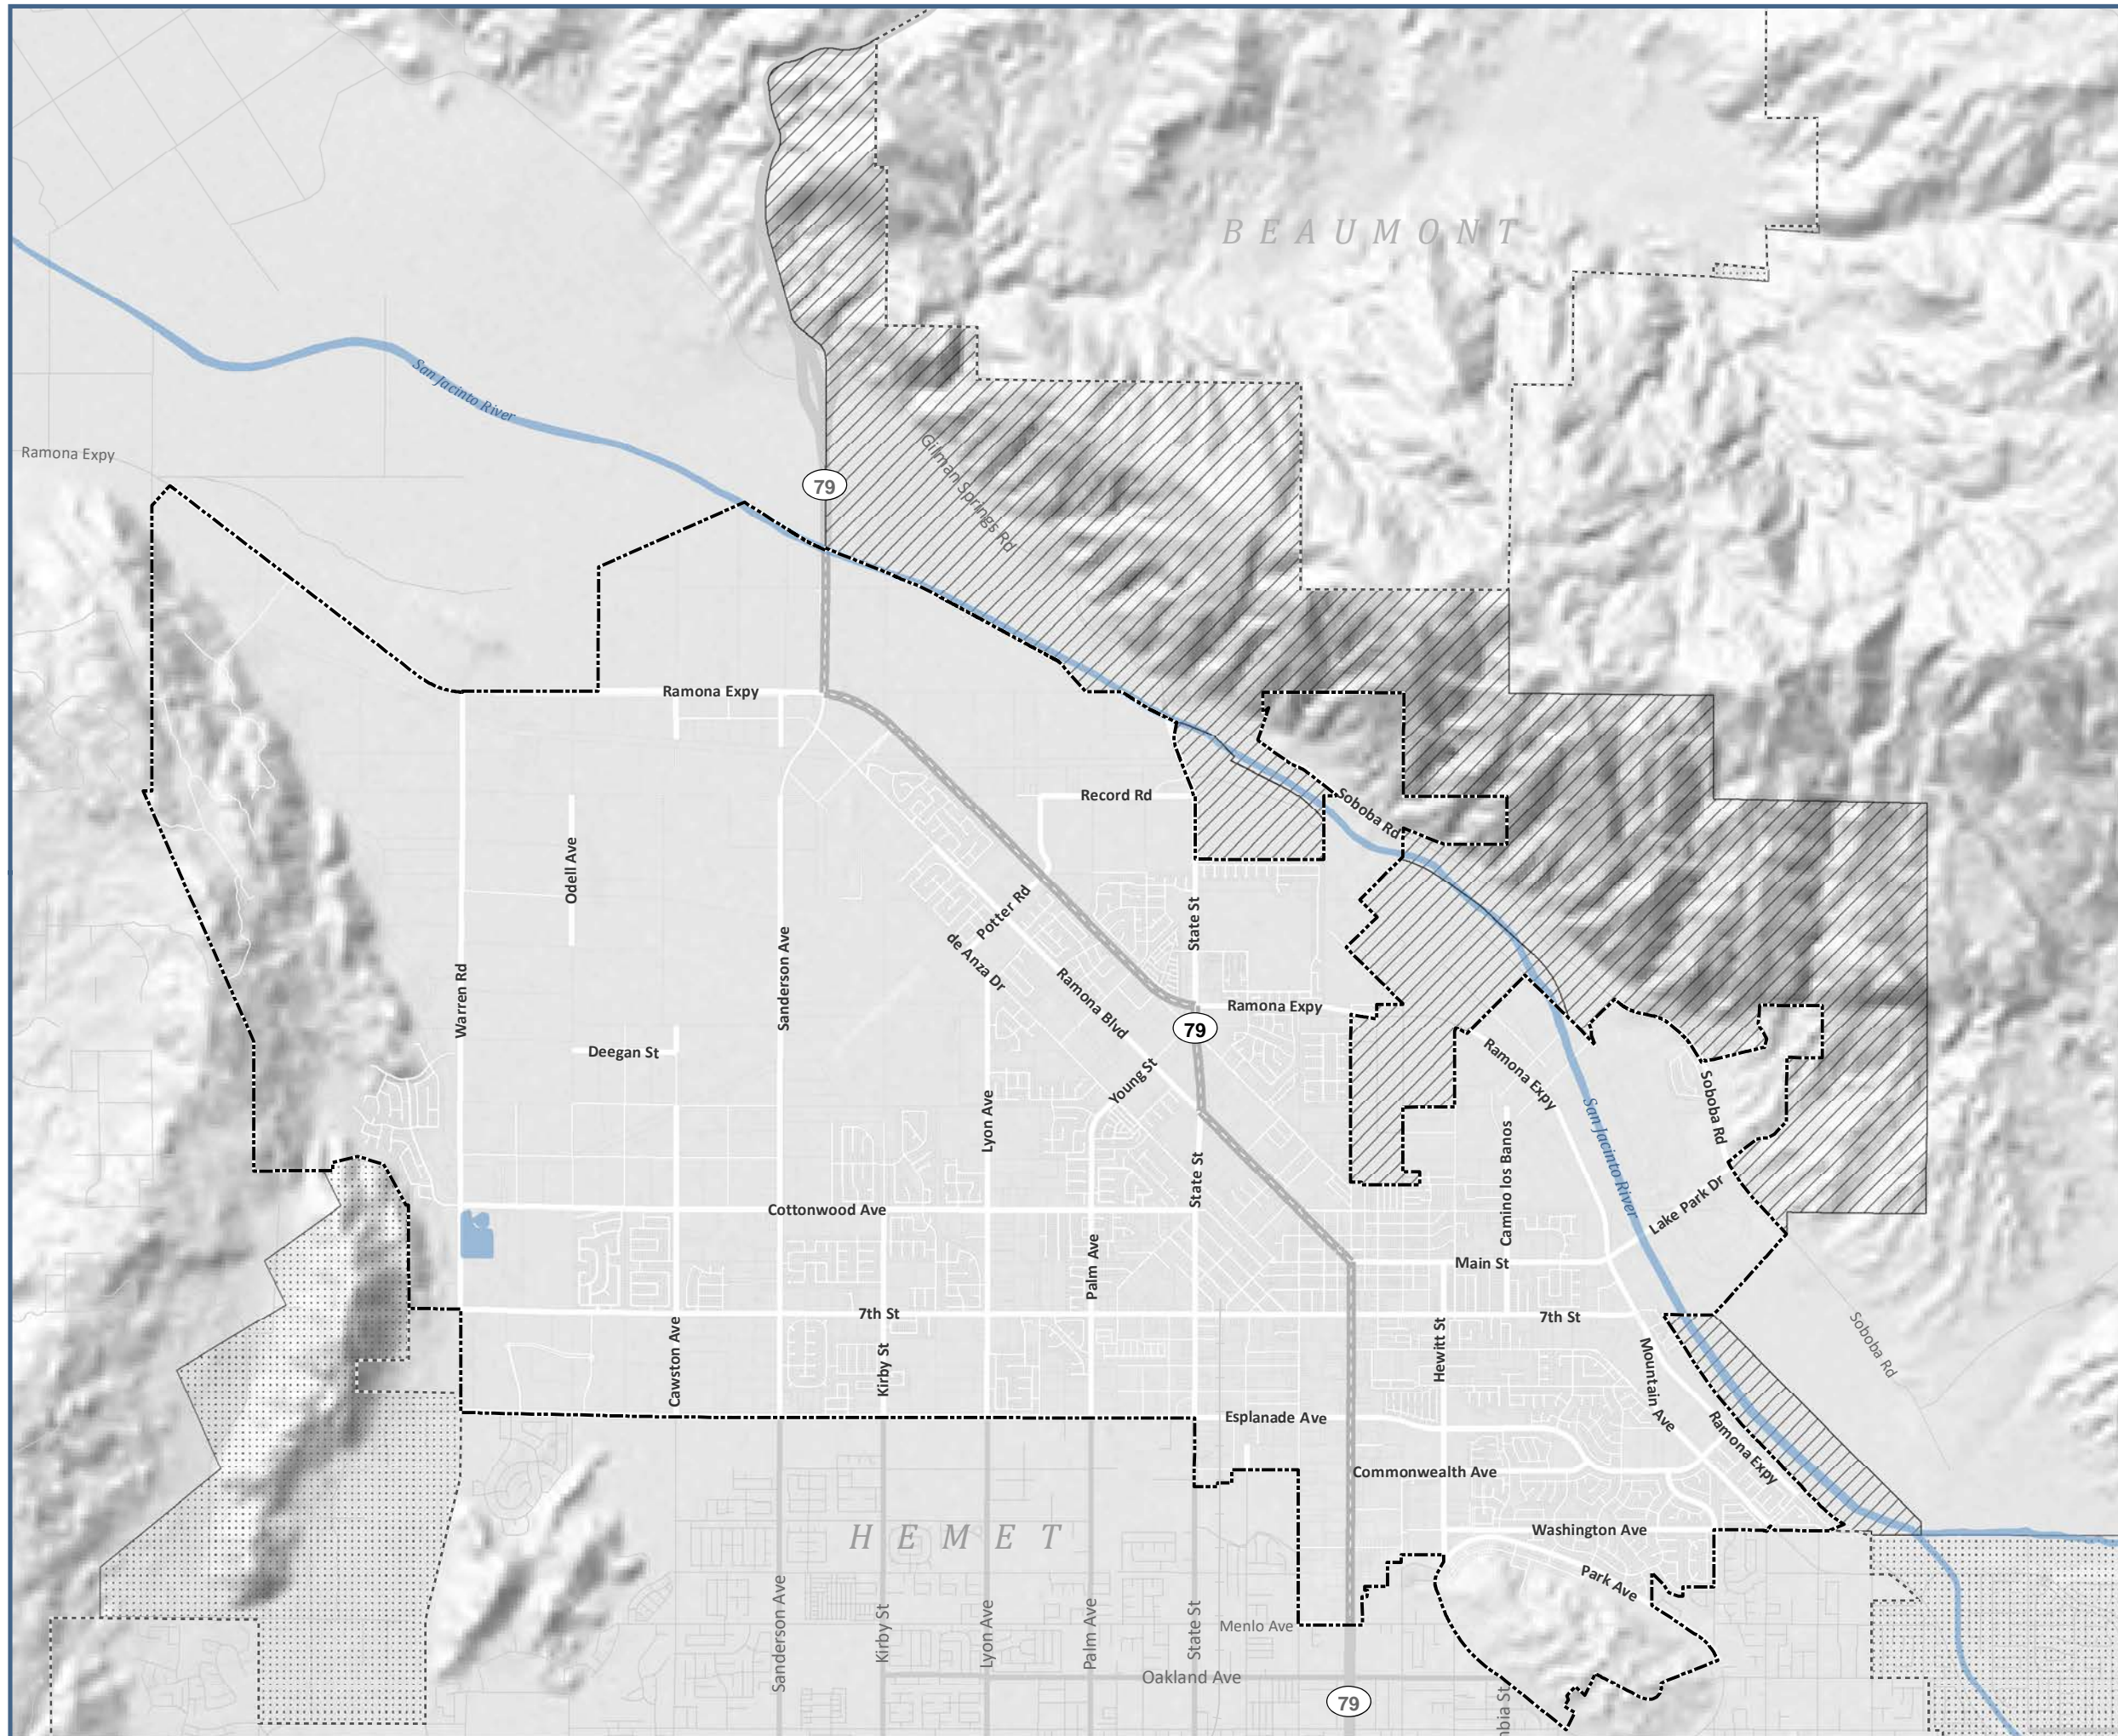 BEAUMONT
San Jacinto River
Ramona Expy
Gilman Springs Rd
79
Ramona Expy
Record Rd
Soboba Rd
Odell Ave
Potter Rd
State St
de Anza Dr
Sanderson Ave
Warren Rd
Ramona Blvd
Ramona Expy
79
Deegan St
Young St
Ramona Expy
Soboba Rd
Lyon Ave
San Jacinto River
Camino los Banos
State St
Cottonwood Ave
Lake Park Dr
Palm Ave
Main St
7th St
7th St
Cawston Ave
Kirby St
Hewitt St
Mountain Ave
Soboba Rd
Esplanade Ave
Ramona Expy
Commonwealth Ave
HEMET
Washington Ave
Park Ave
Sanderson Ave
Kirby St
Lyon Ave
Palm Ave
State St
Menlo Ave
Oakland Ave
79